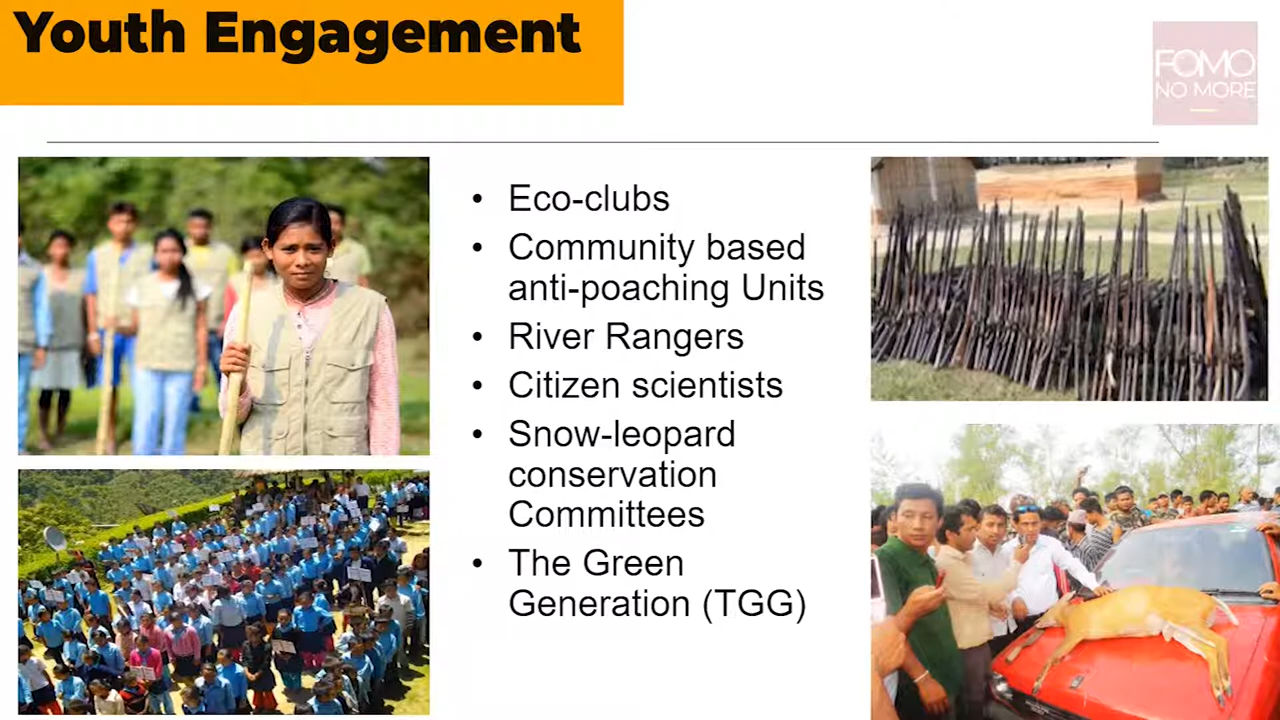 Youth Engagement
FOMO
NO MORE
• Eco-clubs
• Community based
anti-poaching Units
• River Rangers
• Citizen scientists
• Snow-leopard
conservation
Committees
• The Green
Generation (TGG)